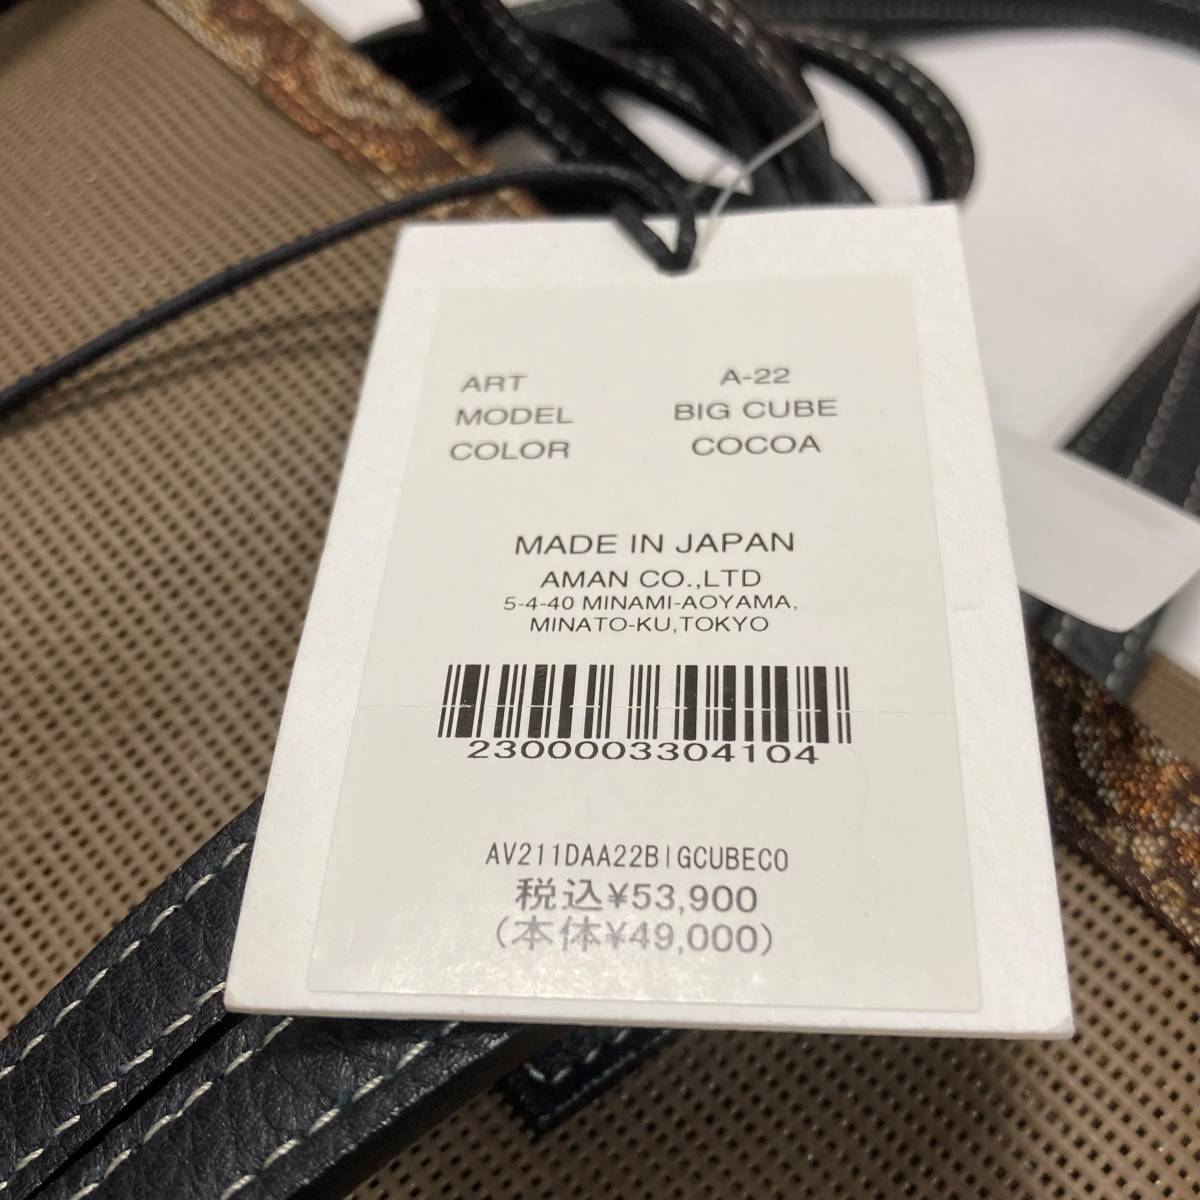 ART A-22
MODEL BIG CUBE
COLOR COCOA
MADE IN JAPAN
AMAN CO.,LTD
5-4-40 MINAMI-AOYAMA,
MINATO-KU,TOKYO
2300003304104
AV211DAA22BIGCUBECO
税込¥53,900
(本体¥49,000)